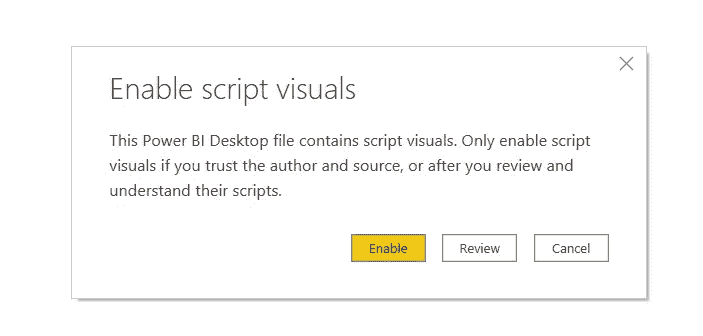 Enable script visuals
This Power BI Desktop file contains script visuals. Only enable script
visuals if you trust the author and source, or after you review and
understand their scripts.
Enable Review Cancel